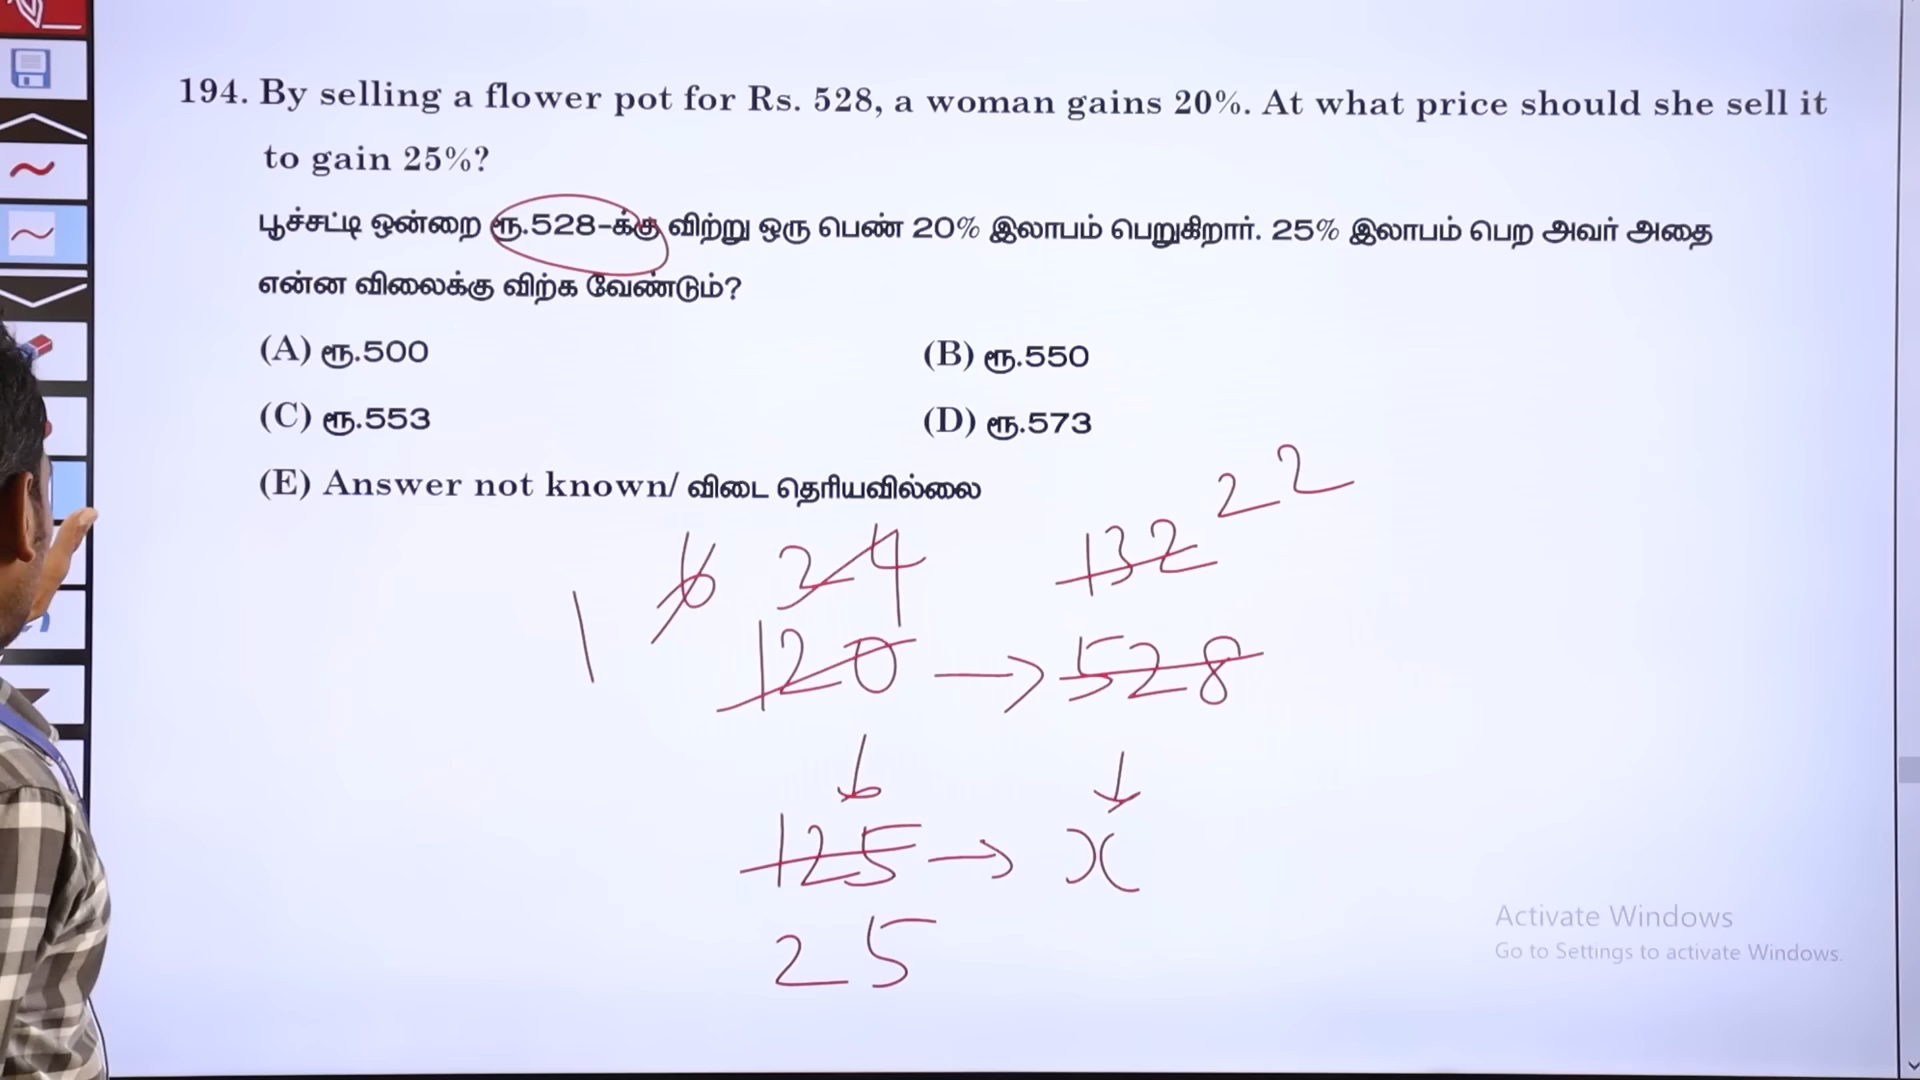 194. By selling a flower pot for Rs. 528, a woman gains 20%. At what price should she sell it
to gain 25%?
பூச்சட்டி ஒன்றை ரூ.528-க்கு விற்று ஒரு பெண் 20% இலாபம் பெறுகிறார். 25% இலாபம் பெற அவர் அதை
என்ன விலைக்கு விற்க வேண்டும்?
(A) ரூ.500 (B) ரூ.550
(C) ரூ.553 (D) ரூ.573
(E) Answer not known/ விடை தெரியவில்லை
22
6 24 132
1 120 → 528
↓ ↓
125 → x
25
Activate Windows
Go to Settings to activate Windows.